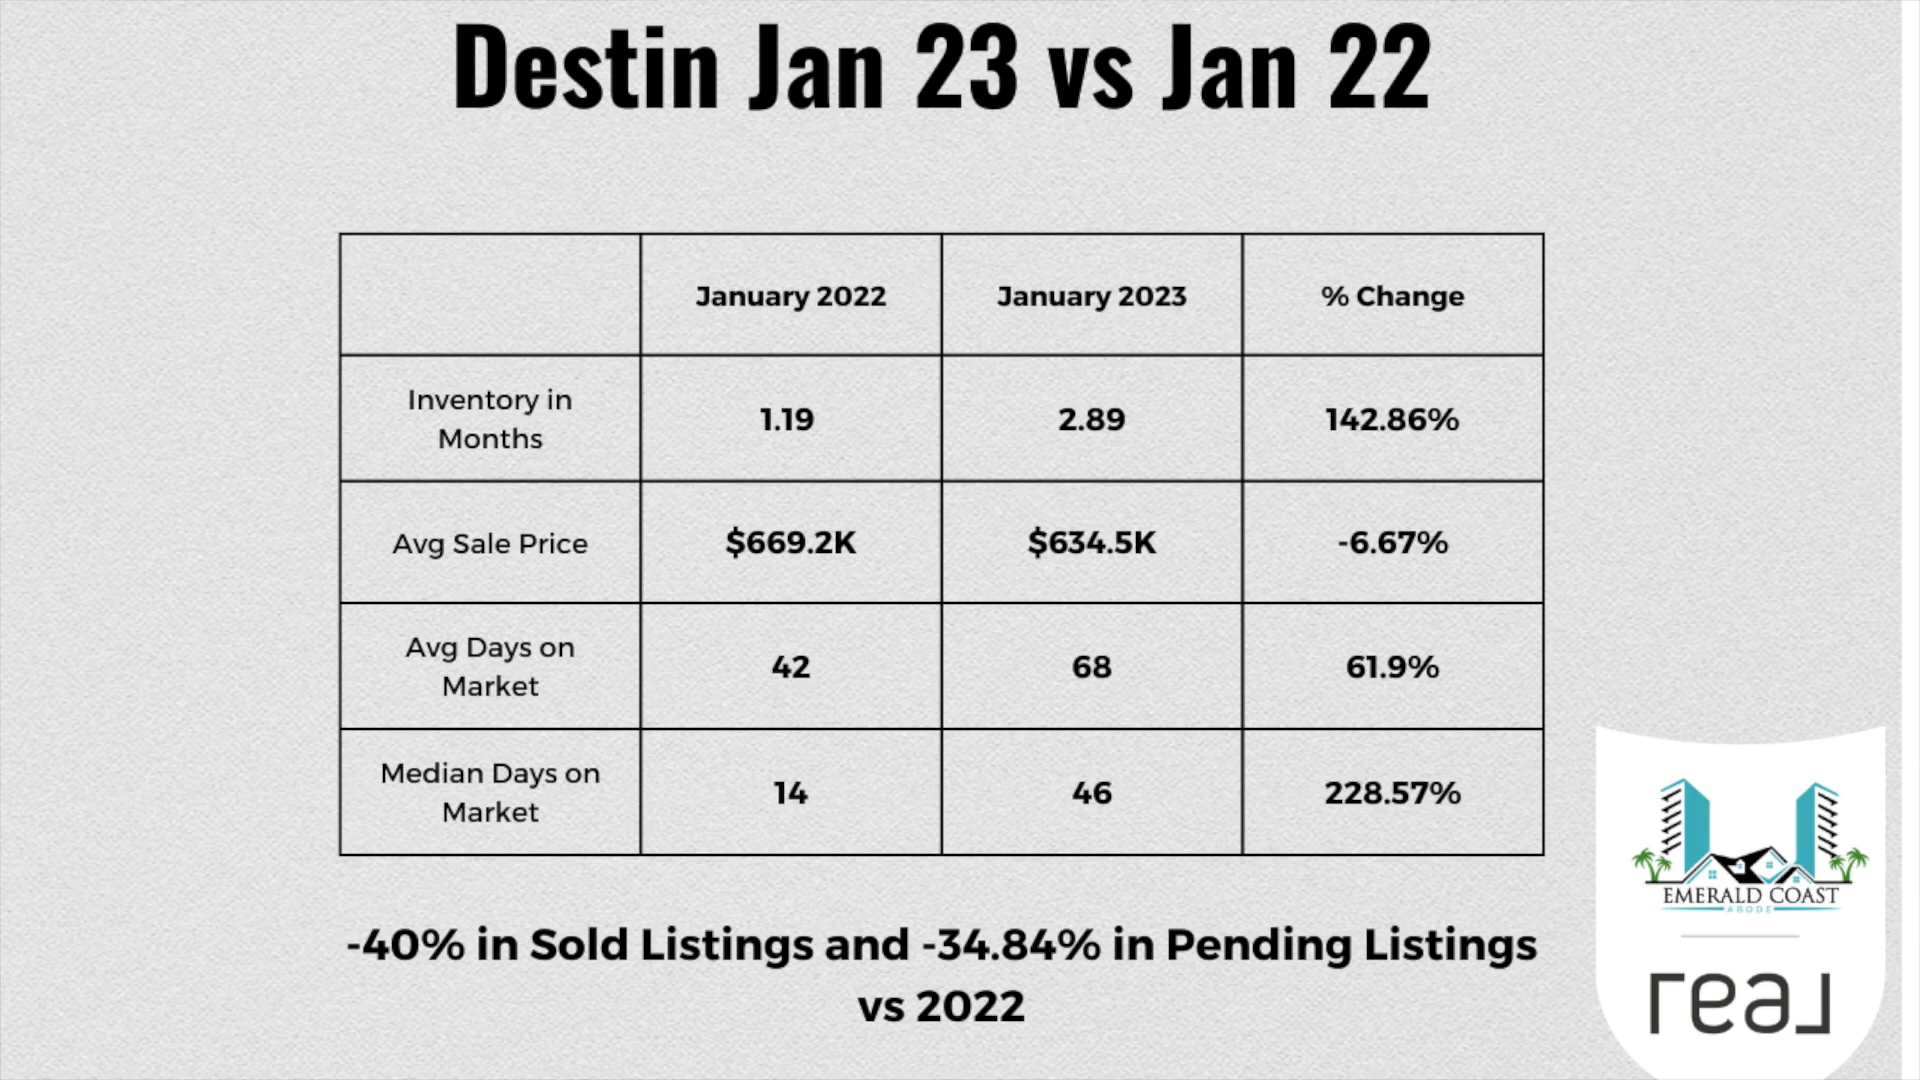 Destin Jan 23 vs Jan 22
January 2022 January 2023 % Change
Inventory in
Months
1.19 2.89 142.86%
Avg Sale Price $669.2K $634.5K -6.67%
Avg Days on
Market
42 68 61.9%
Median Days on
Market
14 46 228.57%
-40% in Sold Listings and -34.84% in Pending Listings
vs 2022
EMERALD COAST
ABODE
real